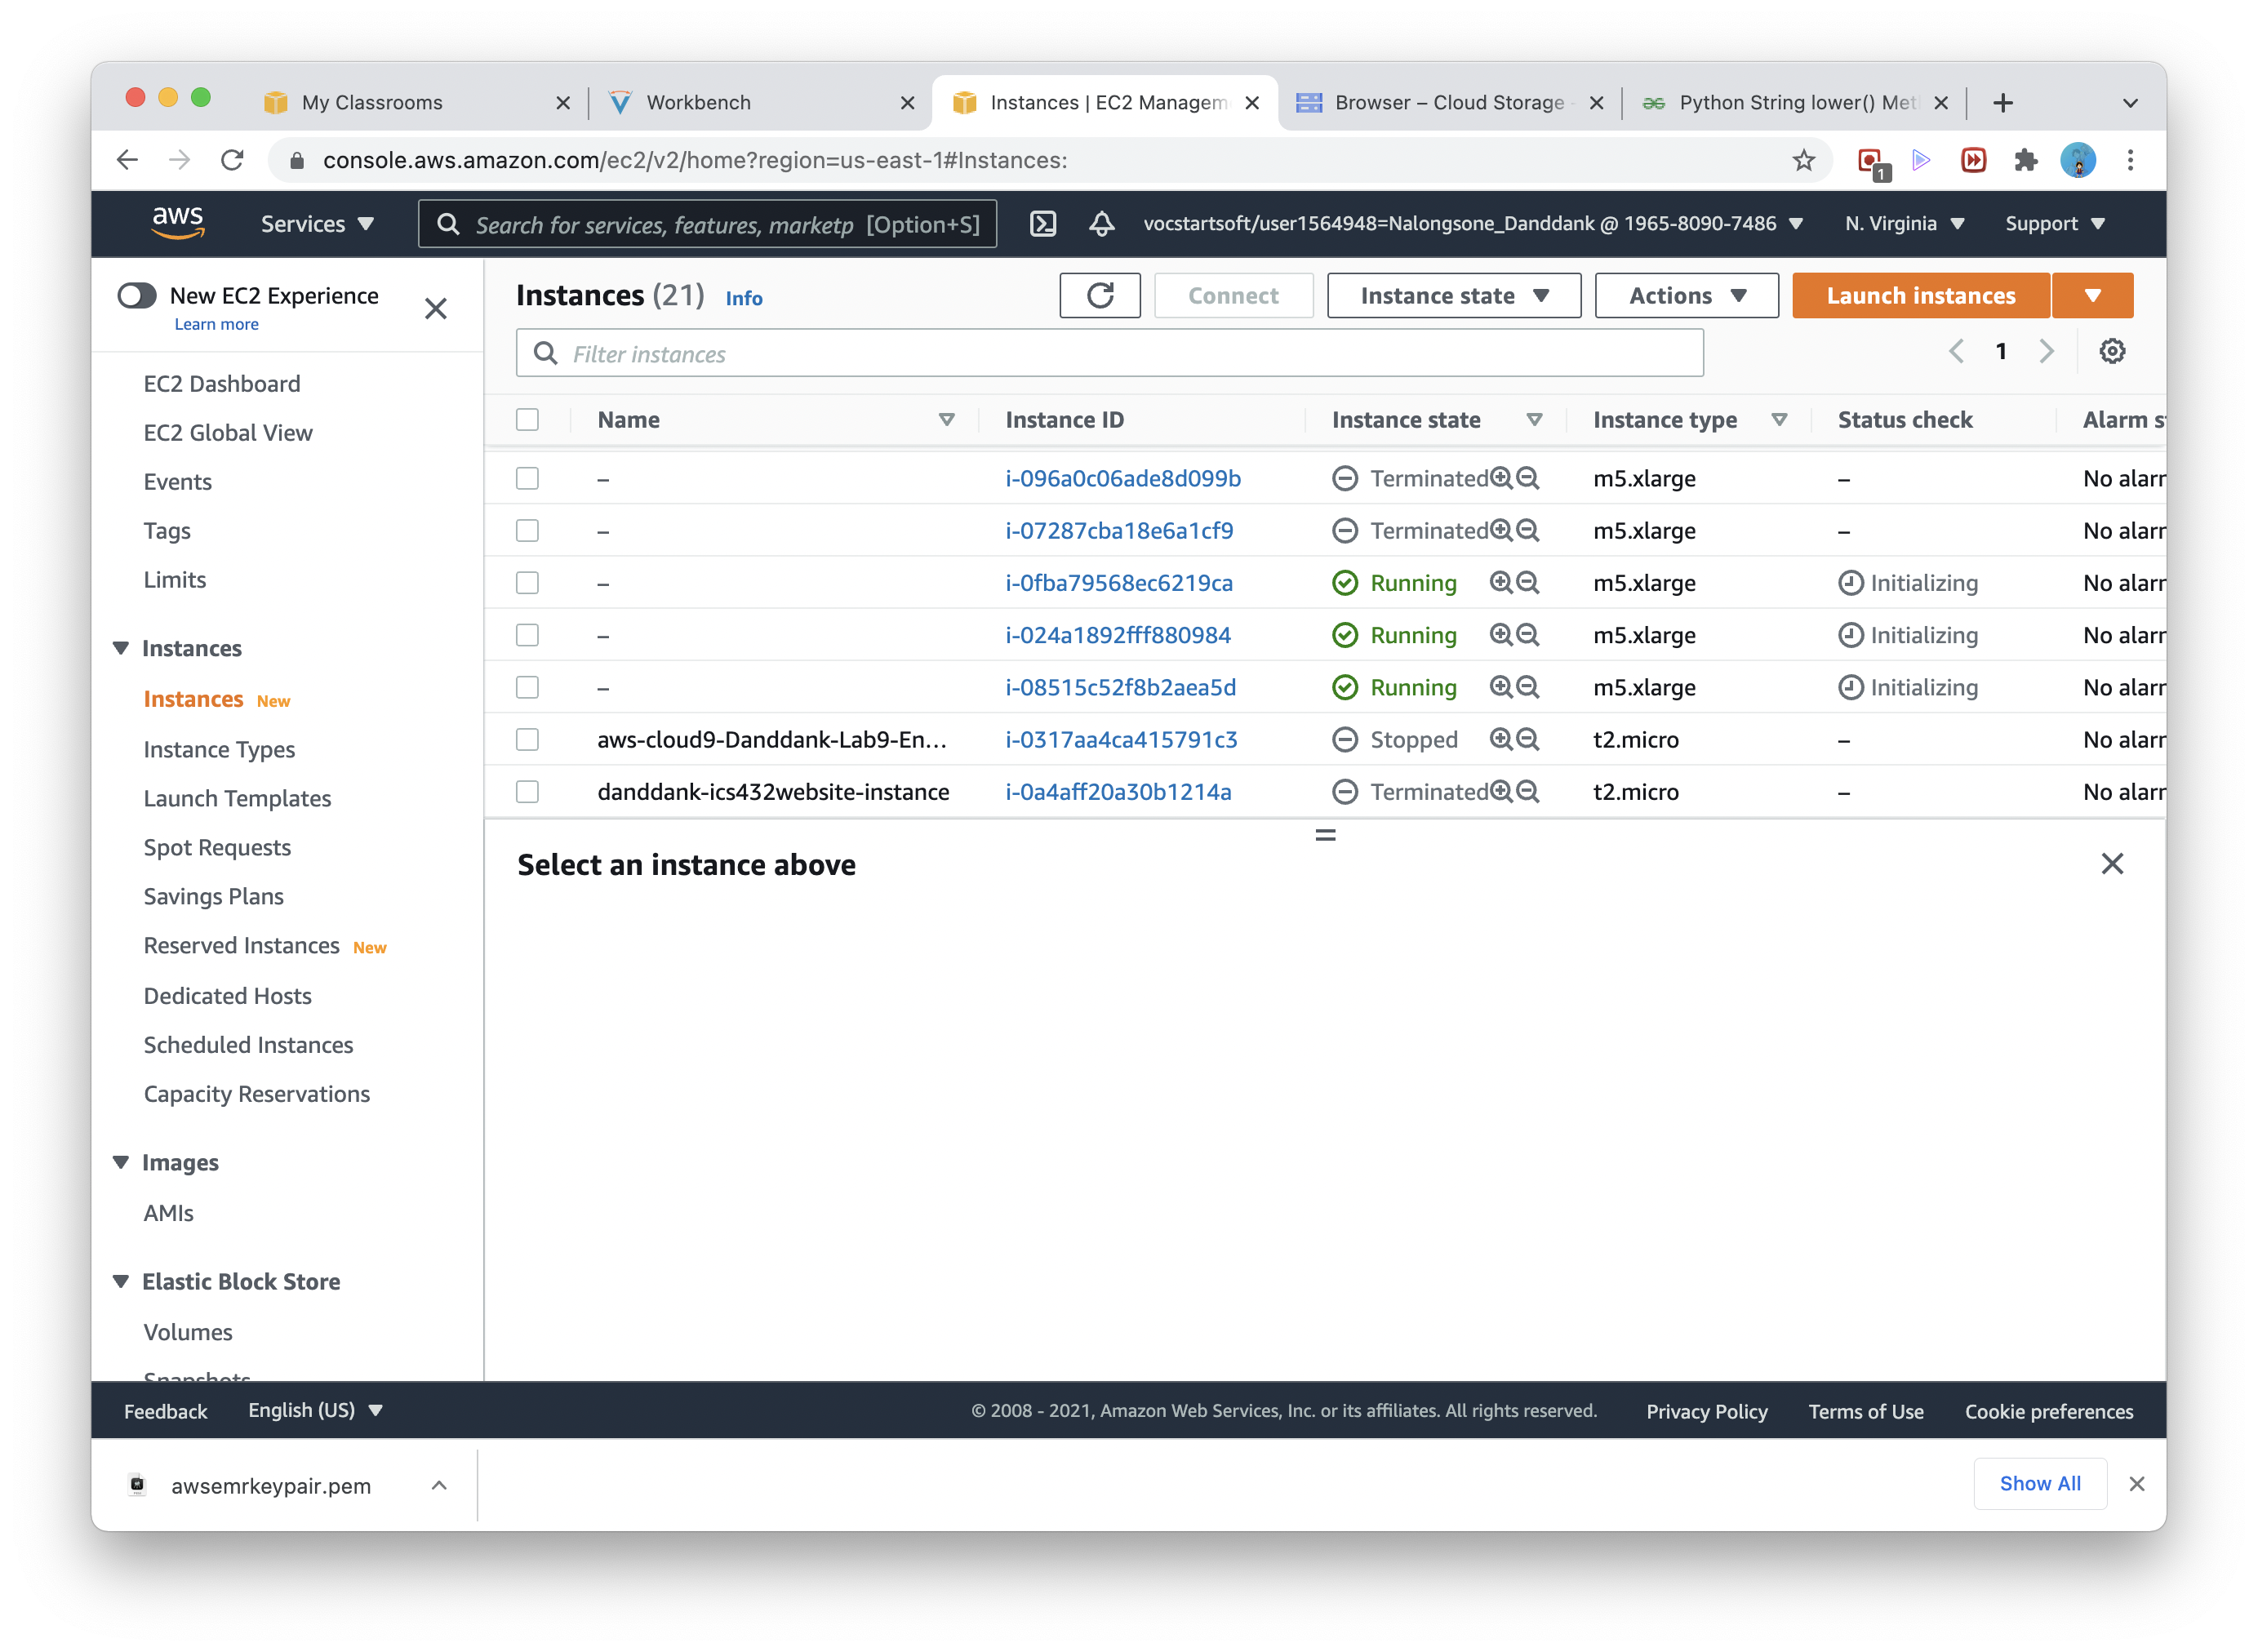 My Classrooms
Workbench
Instances | EC2 Managem
Browser – Cloud Storage
Python String lower() Met
console.aws.amazon.com/ec2/v2/home?region=us-east-1#Instances:
1
aws
Services
Search for services, features, marketp [Option+S]
vocstartsoft/user1564948=Nalongsone_Danddank @ 1965-8090-7486
N. Virginia
Support
New EC2 Experience
Learn more
EC2 Dashboard
EC2 Global View
Events
Tags
Limits
Instances
Instances New
Instance Types
Launch Templates
Spot Requests
Savings Plans
Reserved Instances New
Dedicated Hosts
Scheduled Instances
Capacity Reservations
Images
AMIs
Elastic Block Store
Volumes
Snapshots
Instances (21) Info
Connect
Instance state
Actions
Launch instances
Filter instances
1
Name Instance ID Instance state Instance type Status check Alarm s
– i-096a0c06ade8d099b Terminated m5.xlarge – No alarr
– i-07287cba18e6a1cf9 Terminated m5.xlarge – No alarr
– i-0fba79568ec6219ca Running m5.xlarge Initializing No alarr
– i-024a1892fff880984 Running m5.xlarge Initializing No alarr
– i-08515c52f8b2aea5d Running m5.xlarge Initializing No alarr
aws-cloud9-Danddank-Lab9-En... i-0317aa4ca415791c3 Stopped t2.micro – No alarr
danddank-ics432website-instance i-0a4aff20a30b1214a Terminated t2.micro – No alarr
Select an instance above
Feedback
English (US)
© 2008 - 2021, Amazon Web Services, Inc. or its affiliates. All rights reserved.
Privacy Policy
Terms of Use
Cookie preferences
awsemrkeypair.pem
Show All